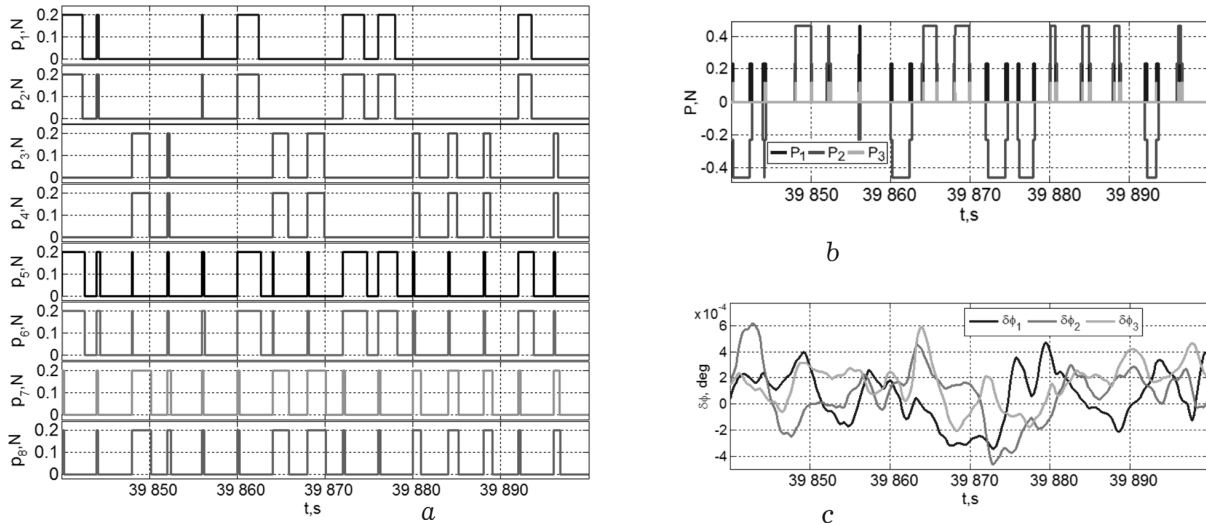 p₁,N
0.2
0.1
0
p₂,N
0.2
0.1
0
p₃,N
0.2
0.1
0
p₄,N
0.2
0.1
0
p₅,N
0.2
0.1
0
p₆,N
0.2
0.1
0
p₇,N
0.2
0.1
0
p₈,N
0.2
0.1
0
39 850 39 860 39 870 39 880 39 890
t,s
a
P,N
0.4
0.2
0
-0.2
-0.4
P₁ P₂ P₃
39 850 39 860 39 870 39 880 39 890
t,s
b
x10⁻⁴
δϕ, deg
6
4
2
0
-2
-4
δϕ₁ δϕ₂ δϕ₃
39 850 39 860 39 870 39 880 39 890
t,s
c